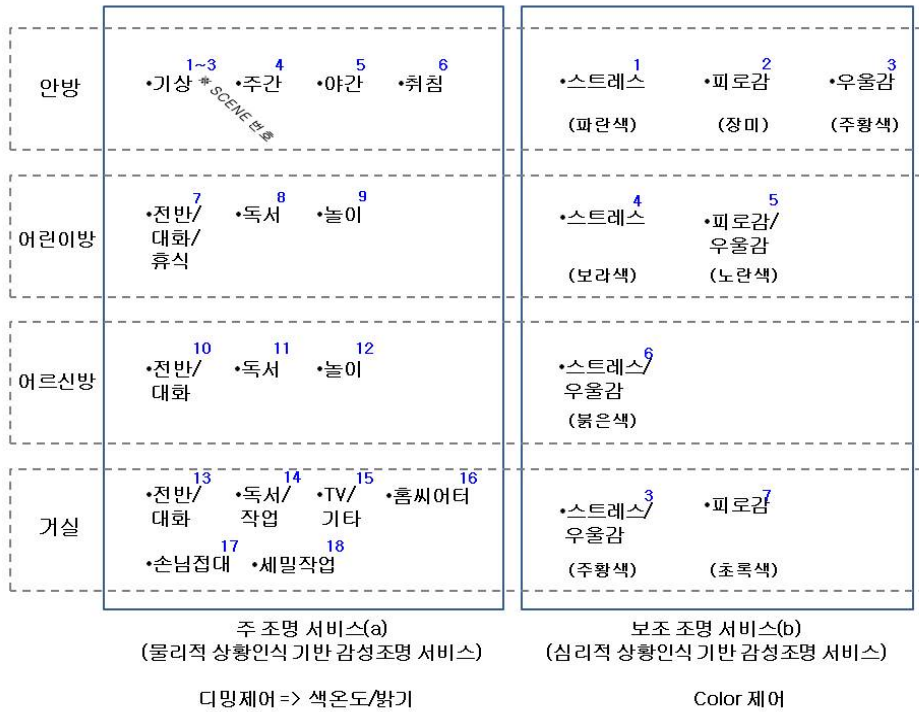 1~3 4 5 6
안방 •기상 •주간 •야간 •취침
※ SCENE 번호
1 2 3
•스트레스 •피로감 •우울감
(파란색) (장미) (주황색)
7 8 9
어린이방 •전반/ •독서 •놀이
대화/
휴식
4 5
•스트레스 •피로감/
우울감
(보라색) (노란색)
10 11 12
어르신방 •전반/ •독서 •놀이
대화
6
•스트레스/
우울감
(붉은색)
13 14 15 16
거실 •전반/ •독서/ •TV/ •홈씨어터
대화 작업 기타
17 18
•손님접대 •세밀작업
3 7
•스트레스/ •피로감
우울감
(주황색) (초록색)
주 조명 서비스(a)
(물리적 상황인식 기반 감성조명 서비스)
디밍제어 => 색온도/밝기
보조 조명 서비스(b)
(심리적 상황인식 기반 감성조명 서비스)
Color 제어